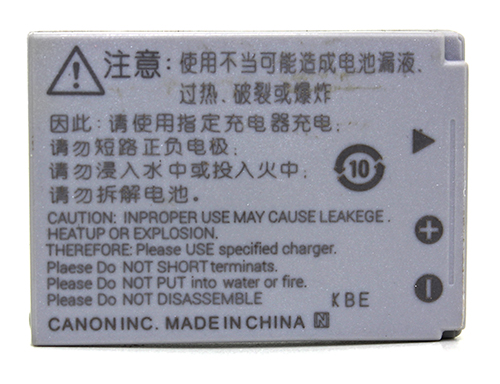 注意: 使用不当可能造成电池漏液、
过热、破裂或爆炸
因此: 请使用指定充电器充电;
请勿短路正负电极;
请勿浸入水中或投入火中;
请勿拆解电池。
10
CAUTION: INPROPER USE MAY CAUSE LEAKEGE.
HEATUP OR EXPLOSION.
THEREFORE: Please USE specified charger.
Plaese Do NOT SHORT terminats.
Please Do NOT PUT into water or fire.
Plaese Do NOT DISASSEMBLE
KBE
CANON INC. MADE IN CHINA N